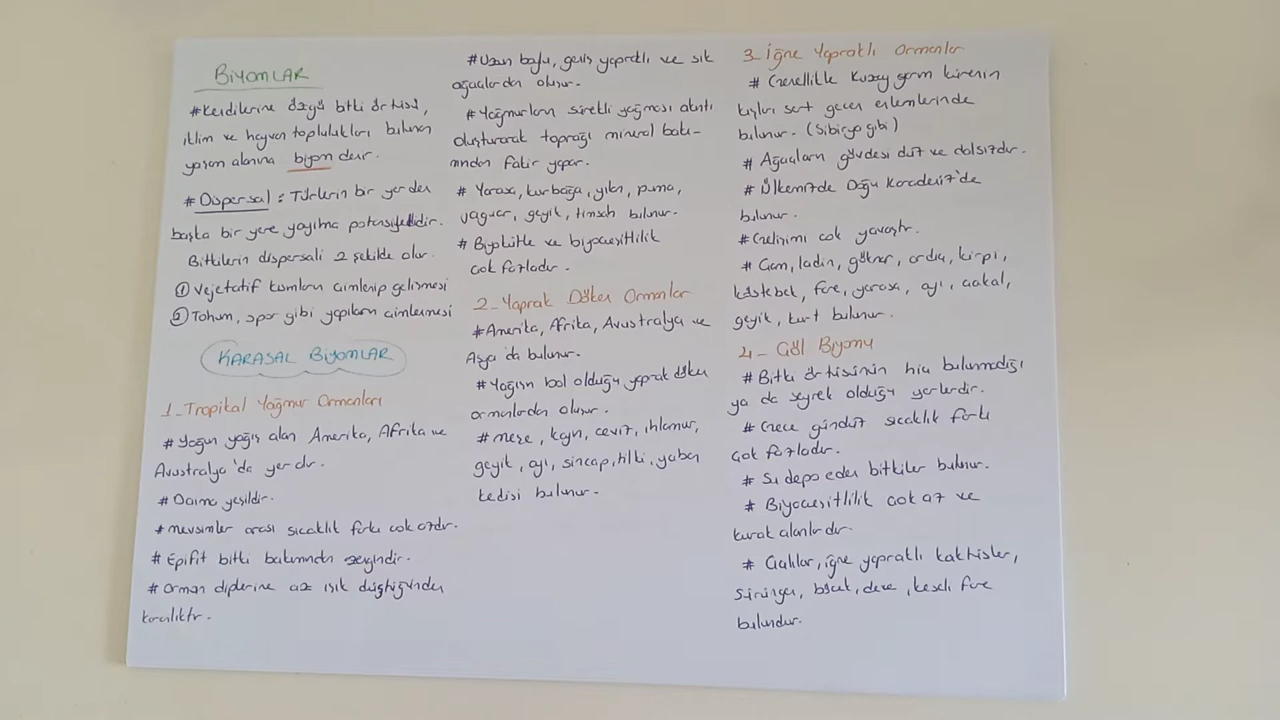 BİYOMLAR
#Kendilerine özgü bitki örtüsü,
iklim ve hayvan toplulukları bulunan
yaşam alanına biyom denir.
#Dispersal : Türlerin bir yerden
başka bir yere yayılma potansiyelidir.
Bitkilerin dispersali 2 şekilde olur.
① Vejetatif kısımların çimlenip gelişmesi
② Tohum, spor gibi yapıların çimlenmesi
KARASAL BİYOMLAR
1-Tropikal Yağmur Ormanları
#Yoğun yağış alan Amerika, Afrika ve
Avustralya'da yer alır.
#Daima yeşildir.
#mevsimler arası sıcaklık farkı çok azdır.
#Epifit bitki bakımından zengindir.
#Orman diplerine az ışık düştüğünden
karanlıktır.
#Uzun boylu, geniş yapraklı ve sık
ağaçlardan oluşur.
#Yağmurların sürekli yağması akıntı
oluşturarak toprağı mineral bakı-
mından fakir yapar.
# Yarasa, kurbağa, yılan, puma,
jaguar, geyik, timsah bulunur.
# Biyokütle ve biyoçeşitlilik
çok fazladır.
2-Yaprak Döken Ormanlar
#Amerika, Afrika, Avustralya ve
Asya'da bulunur.
#Yağışın bol olduğu yaprak döken
ormanlardan oluşur.
#meşe, kayın, ceviz, ıhlamur,
geyik, ayı, sincap, tilki, yaban
kedisi bulunur.
3-İğne Yapraklı Ormanlar
# Genellikle Kuzey yarım kürenin
kışları sert geçen enlemlerinde
bulunur. (Sibirya gibi)
# Ağaçların gövdesi düz ve dalsızdır.
# Ülkemizde Doğu Karadeniz'de
bulunur.
#Gelişimi çok yavaştır.
# Çam, ladin, göknar, ardıç, kirpi,
köstebek, fare, yarasa, ayı, çakal,
geyik, kurt bulunur.
4- Çöl Biyomu
# Bitki örtüsünün hiç bulunmadığı
ya da seyrek olduğu yerlerdir.
# Gece gündüz sıcaklık farkı
çok fazladır.
# Su depo eden bitkiler bulunur.
# Biyoçeşitlilik çok az ve
kurak alanlardır.
# Çalılar, iğne yapraklı kaktüsler,
sürüngen, böcek, deve, keseli fare
bulunur.